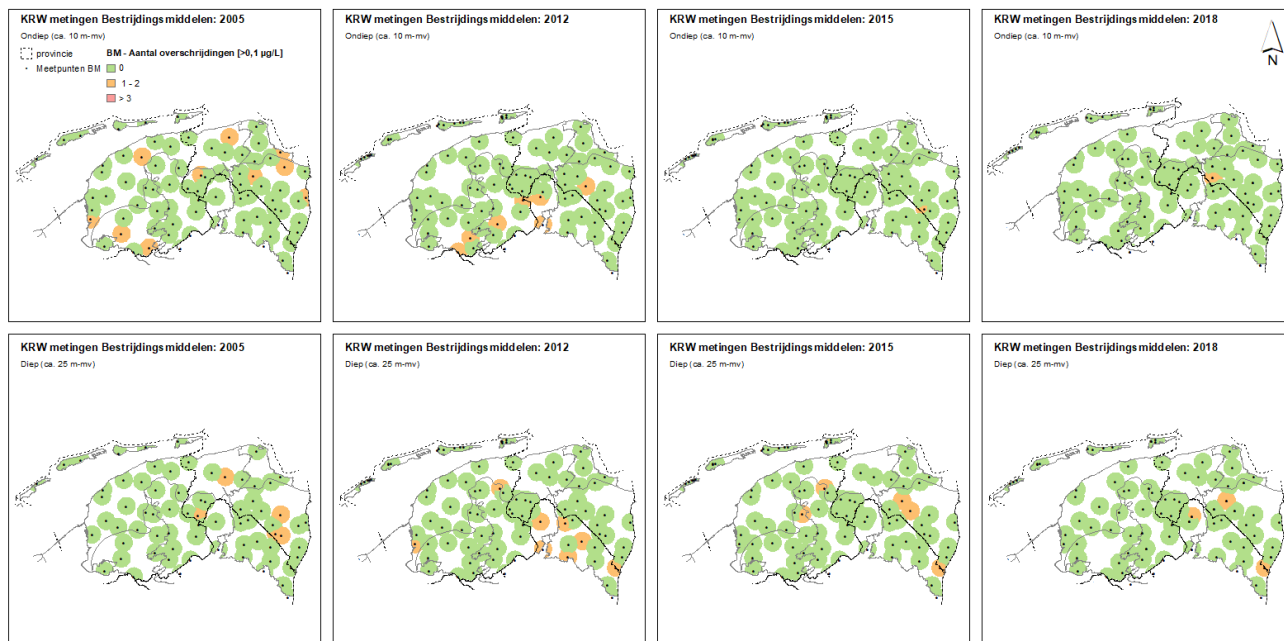 KRW metingen Bestrijdingsmiddelen: 2005
Ondiep (ca. 10 m-mv)
provincie
Meetpunten BM
BM - Aantal overschrijdingen [>0,1 µg/L]
0
1 - 2
> 3
KRW metingen Bestrijdingsmiddelen: 2012
Ondiep (ca. 10 m-mv)
KRW metingen Bestrijdingsmiddelen: 2015
Ondiep (ca. 10 m-mv)
KRW metingen Bestrijdingsmiddelen: 2018
Ondiep (ca. 10 m-mv)
N
KRW metingen Bestrijdingsmiddelen: 2005
Diep (ca. 25 m-mv)
KRW metingen Bestrijdingsmiddelen: 2012
Diep (ca. 25 m-mv)
KRW metingen Bestrijdingsmiddelen: 2015
Diep (ca. 25 m-mv)
KRW metingen Bestrijdingsmiddelen: 2018
Diep (ca. 25 m-mv)